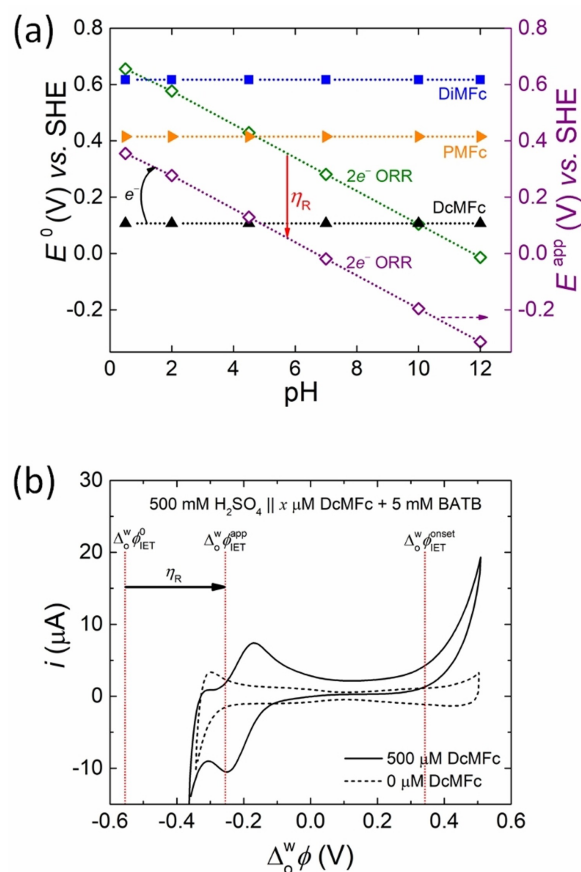 (a)
0.8
0.6
0.4
0.2
0.0
-0.2
E⁰ (V) vs. SHE
0.8
0.6
0.4
0.2
0.0
-0.2
Eᵃᵖᵖ (V) vs. SHE
DiMFc
PMFc
DcMFc
e⁻
2e⁻ ORR
ηR
2e⁻ ORR
0 2 4 6 8 10 12
pH
(b)
30
20
10
0
-10
i (μA)
500 mM H₂SO₄ || x μM DcMFc + 5 mM BATB
Δₒʷϕ⁰IET
ΔₒʷϕᵃᵖᵖIET
ΔₒʷϕᵒⁿˢᵉᵗIET
ηR
500 μM DcMFc
0 μM DcMFc
-0.6 -0.4 -0.2 0.0 0.2 0.4 0.6
Δₒʷϕ (V)